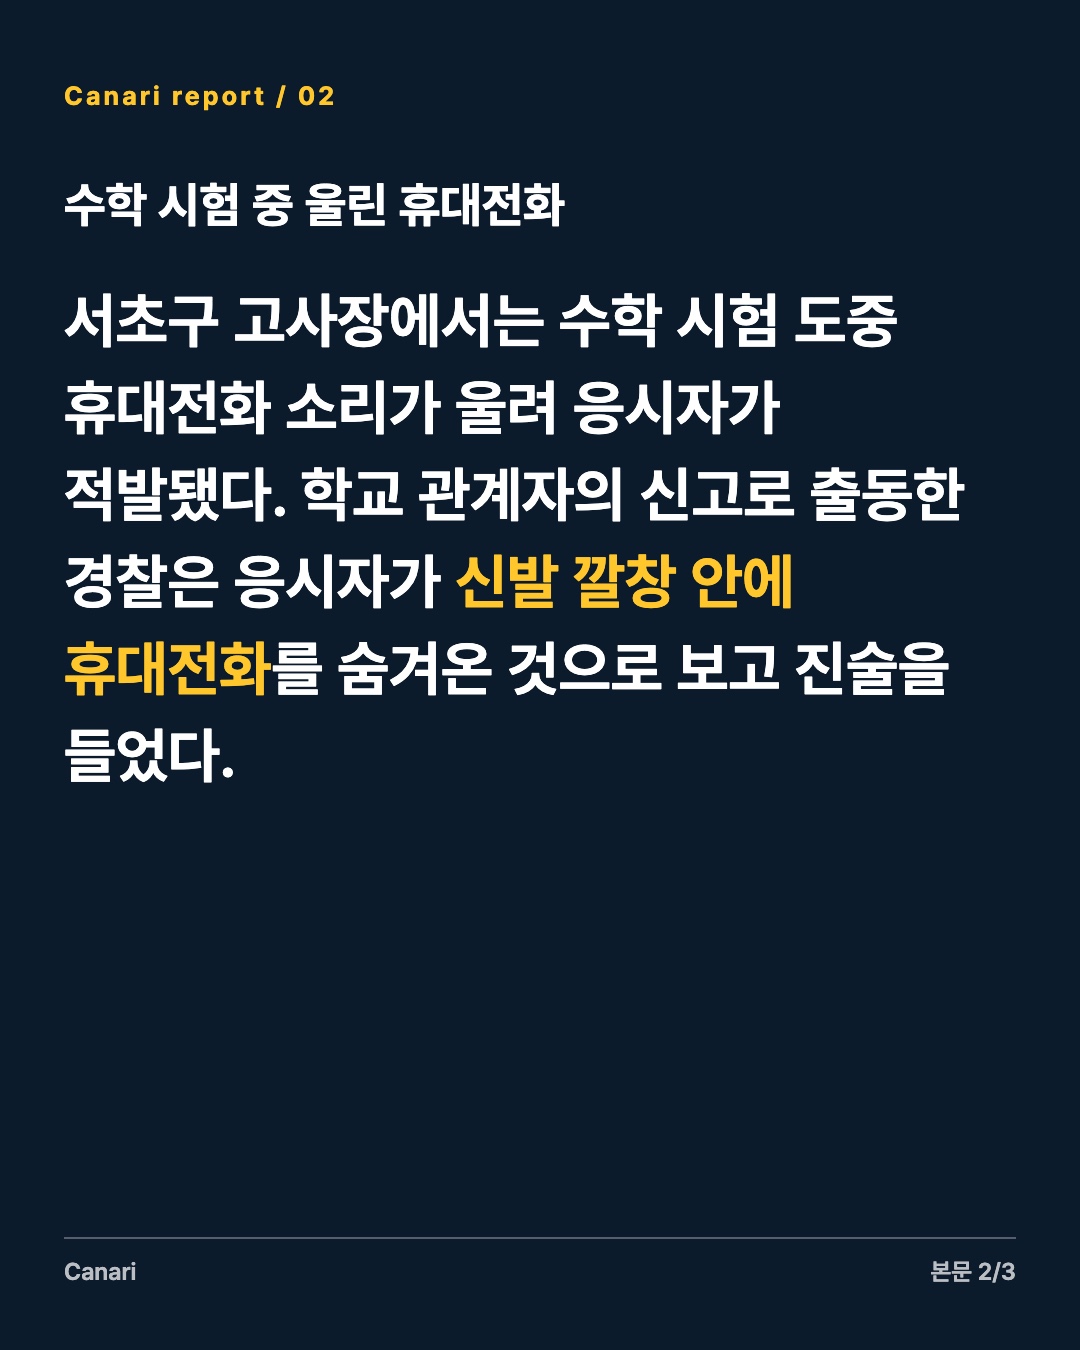 Canari report / 02
수학 시험 중 울린 휴대전화
서초구 고사장에서는 수학 시험 도중
휴대전화 소리가 울려 응시자가
적발됐다. 학교 관계자의 신고로 출동한
경찰은 응시자가 신발 깔창 안에
휴대전화를 숨겨온 것으로 보고 진술을
들었다.
Canari
본문 2/3